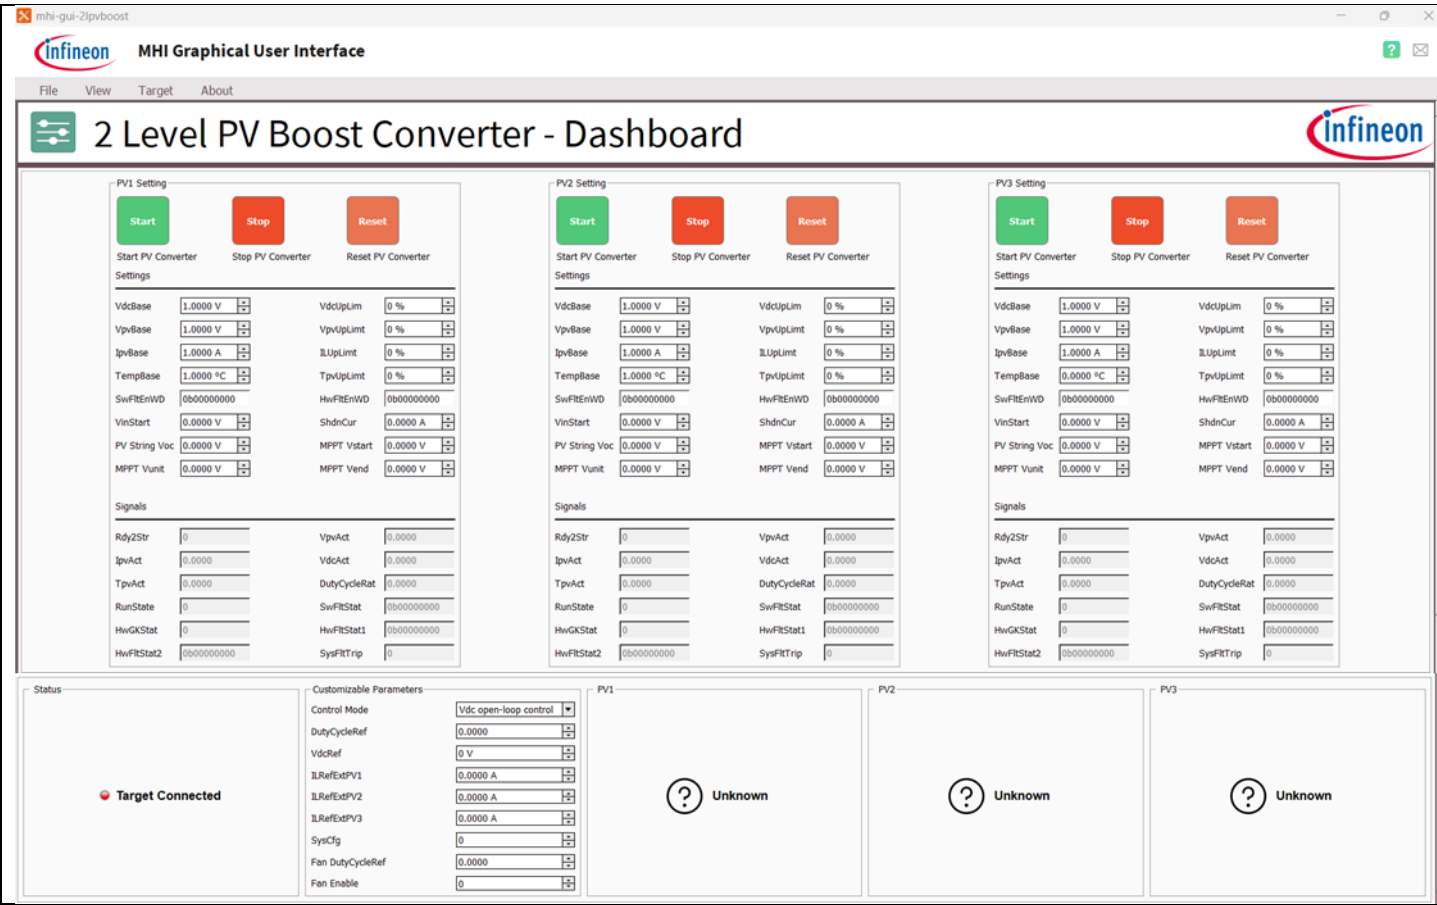 mhi-gui-2lpvboost
infineon MHI Graphical User Interface
File View Target About
2 Level PV Boost Converter - Dashboard infineon
PV1 Setting
Start Stop Reset
Start PV Converter Stop PV Converter Reset PV Converter
Settings
VdcBase 1.0000 V VdcUpLim 0 %
VpvBase 1.0000 V VpvUpLimt 0 %
IpvBase 1.0000 A ILUpLimt 0 %
TempBase 1.0000 ºC TpvUpLimt 0 %
SwFltEnWD 0b00000000 HwFltEnWD 0b00000000
VinStart 0.0000 V ShdnCur 0.0000 A
PV String Voc 0.0000 V MPPT Vstart 0.0000 V
MPPT Vunit 0.0000 V MPPT Vend 0.0000 V
Signals
Rdy2Str 0 VpvAct 0.0000
IpvAct 0.0000 VdcAct 0.0000
TpvAct 0.0000 DutyCycleRat 0.0000
RunState 0 SwFltStat 0b00000000
HwGKStat 0 HwFltStat1 0b00000000
HwFltStat2 0b00000000 SysFltTrip 0
PV2 Setting
Start Stop Reset
Start PV Converter Stop PV Converter Reset PV Converter
Settings
VdcBase 1.0000 V VdcUpLim 0 %
VpvBase 1.0000 V VpvUpLimt 0 %
IpvBase 1.0000 A ILUpLimt 0 %
TempBase 1.0000 ºC TpvUpLimt 0 %
SwFltEnWD 0b00000000 HwFltEnWD 0b00000000
VinStart 0.0000 V ShdnCur 0.0000 A
PV String Voc 0.0000 V MPPT Vstart 0.0000 V
MPPT Vunit 0.0000 V MPPT Vend 0.0000 V
Signals
Rdy2Str 0 VpvAct 0.0000
IpvAct 0.0000 VdcAct 0.0000
TpvAct 0.0000 DutyCycleRat 0.0000
RunState 0 SwFltStat 0b00000000
HwGKStat 0 HwFltStat1 0b00000000
HwFltStat2 0b00000000 SysFltTrip 0
PV3 Setting
Start Stop Reset
Start PV Converter Stop PV Converter Reset PV Converter
Settings
VdcBase 1.0000 V VdcUpLim 0 %
VpvBase 1.0000 V VpvUpLimt 0 %
IpvBase 1.0000 A ILUpLimt 0 %
TempBase 0.0000 ºC TpvUpLimt 0 %
SwFltEnWD 0b00000000 HwFltEnWD 0b00000000
VinStart 0.0000 V ShdnCur 0.0000 A
PV String Voc 0.0000 V MPPT Vstart 0.0000 V
MPPT Vunit 0.0000 V MPPT Vend 0.0000 V
Signals
Rdy2Str 0 VpvAct 0.0000
IpvAct 0.0000 VdcAct 0.0000
TpvAct 0.0000 DutyCycleRat 0.0000
RunState 0 SwFltStat 0b00000000
HwGKStat 0 HwFltStat1 0b00000000
HwFltStat2 0b00000000 SysFltTrip 0
Status
Target Connected
Customizable Parameters
Control Mode Vdc open-loop control
DutyCycleRef 0.0000
VdcRef 0 V
ILRefExtPV1 0.0000 A
ILRefExtPV2 0.0000 A
ILRefExtPV3 0.0000 A
SysCfg 0
Fan DutyCycleRef 0.0000
Fan Enable 0
PV1
? Unknown
PV2
? Unknown
PV3
? Unknown